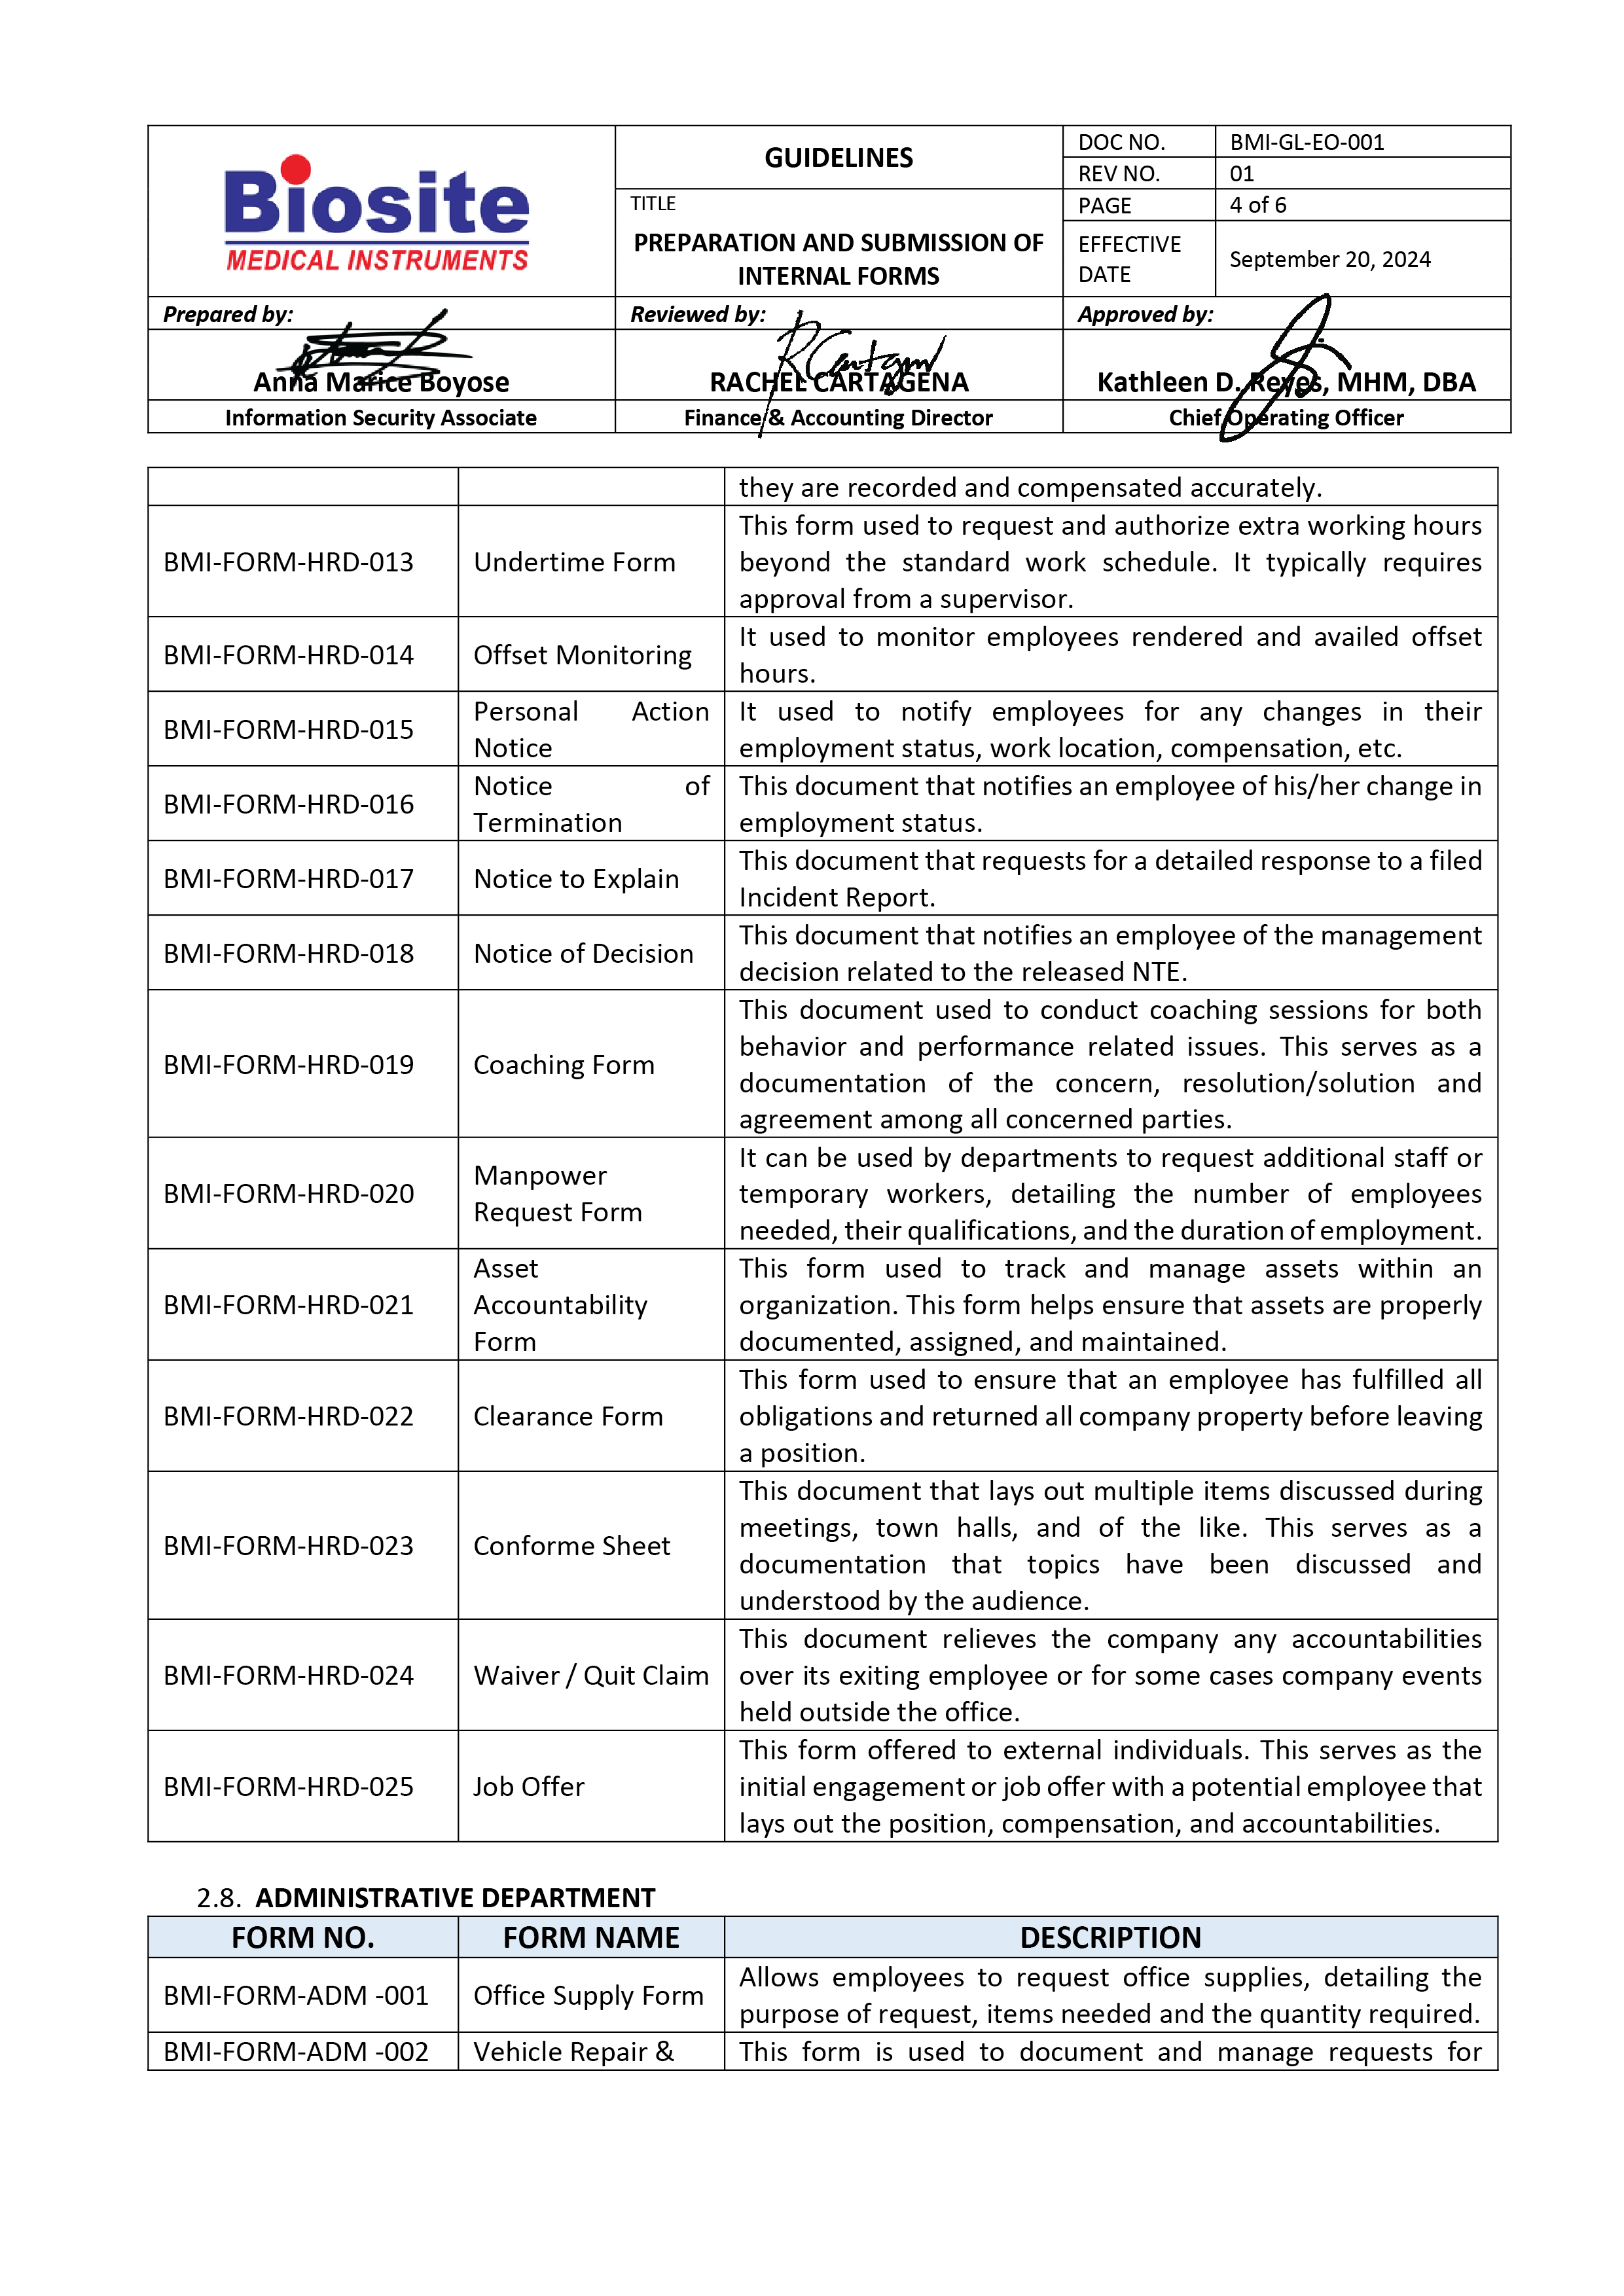 Biosite
MEDICAL INSTRUMENTS
GUIDELINES
TITLE
PREPARATION AND SUBMISSION OF
INTERNAL FORMS
DOC NO. BMI-GL-EO-001
REV NO. 01
PAGE 4 of 6
EFFECTIVE
DATE
September 20, 2024
Prepared by:
Anna Marice Boyose
Information Security Associate
Reviewed by:
RACHEL CARTAGENA
Finance & Accounting Director
Approved by:
Kathleen D. Reyes, MHM, DBA
Chief Operating Officer
they are recorded and compensated accurately.
BMI-FORM-HRD-013
Undertime Form
This form used to request and authorize extra working hours
beyond the standard work schedule. It typically requires
approval from a supervisor.
BMI-FORM-HRD-014
Offset Monitoring
It used to monitor employees rendered and availed offset
hours.
BMI-FORM-HRD-015
Personal Action
Notice
It used to notify employees for any changes in their
employment status, work location, compensation, etc.
BMI-FORM-HRD-016
Notice of
Termination
This document that notifies an employee of his/her change in
employment status.
BMI-FORM-HRD-017
Notice to Explain
This document that requests for a detailed response to a filed
Incident Report.
BMI-FORM-HRD-018
Notice of Decision
This document that notifies an employee of the management
decision related to the released NTE.
BMI-FORM-HRD-019
Coaching Form
This document used to conduct coaching sessions for both
behavior and performance related issues. This serves as a
documentation of the concern, resolution/solution and
agreement among all concerned parties.
BMI-FORM-HRD-020
Manpower
Request Form
It can be used by departments to request additional staff or
temporary workers, detailing the number of employees
needed, their qualifications, and the duration of employment.
BMI-FORM-HRD-021
Asset
Accountability
Form
This form used to track and manage assets within an
organization. This form helps ensure that assets are properly
documented, assigned, and maintained.
BMI-FORM-HRD-022
Clearance Form
This form used to ensure that an employee has fulfilled all
obligations and returned all company property before leaving
a position.
BMI-FORM-HRD-023
Conforme Sheet
This document that lays out multiple items discussed during
meetings, town halls, and of the like. This serves as a
documentation that topics have been discussed and
understood by the audience.
BMI-FORM-HRD-024
Waiver / Quit Claim
This document relieves the company any accountabilities
over its exiting employee or for some cases company events
held outside the office.
BMI-FORM-HRD-025
Job Offer
This form offered to external individuals. This serves as the
initial engagement or job offer with a potential employee that
lays out the position, compensation, and accountabilities.
2.8. ADMINISTRATIVE DEPARTMENT
FORM NO. FORM NAME DESCRIPTION
BMI-FORM-ADM -001
Office Supply Form
Allows employees to request office supplies, detailing the
purpose of request, items needed and the quantity required.
BMI-FORM-ADM -002
Vehicle Repair &
This form is used to document and manage requests for